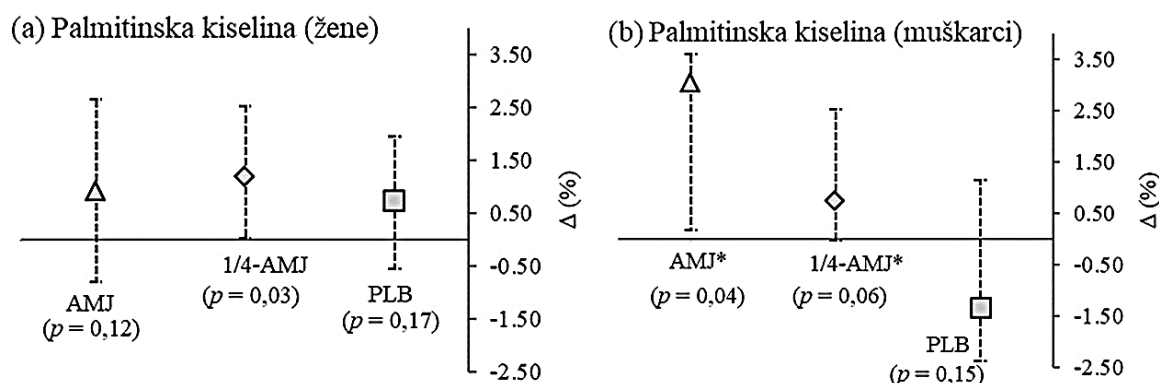 (a) Palmitinska kiselina (žene)
3.50
2.50
1.50
0.50
-0.50
-1.50
-2.50
Δ (%)
AMJ
(p = 0,12)
1/4-AMJ
(p = 0,03)
PLB
(p = 0,17)
(b) Palmitinska kiselina (muškarci)
3.50
2.50
1.50
0.50
-0.50
-1.50
-2.50
Δ (%)
AMJ*
(p = 0,04)
1/4-AMJ*
(p = 0,06)
PLB
(p = 0,15)